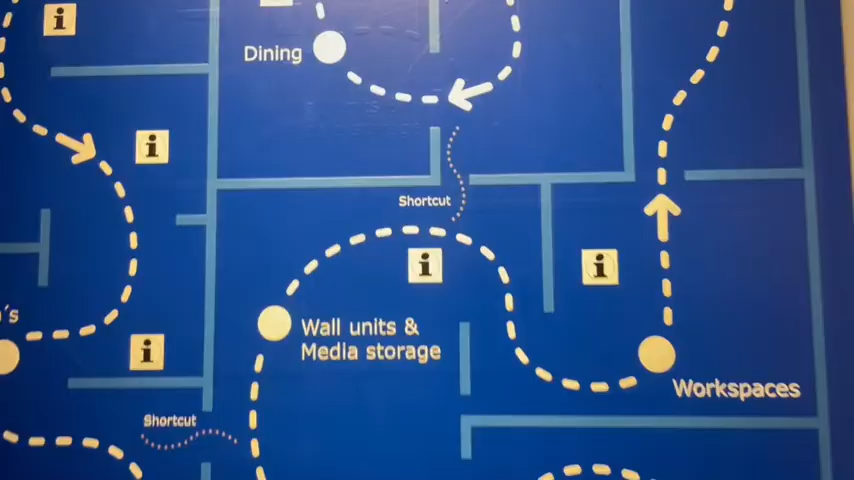 i
Dining
i
Shortcut
i
i
's
Wall units &
Media storage
i
Workspaces
Shortcut